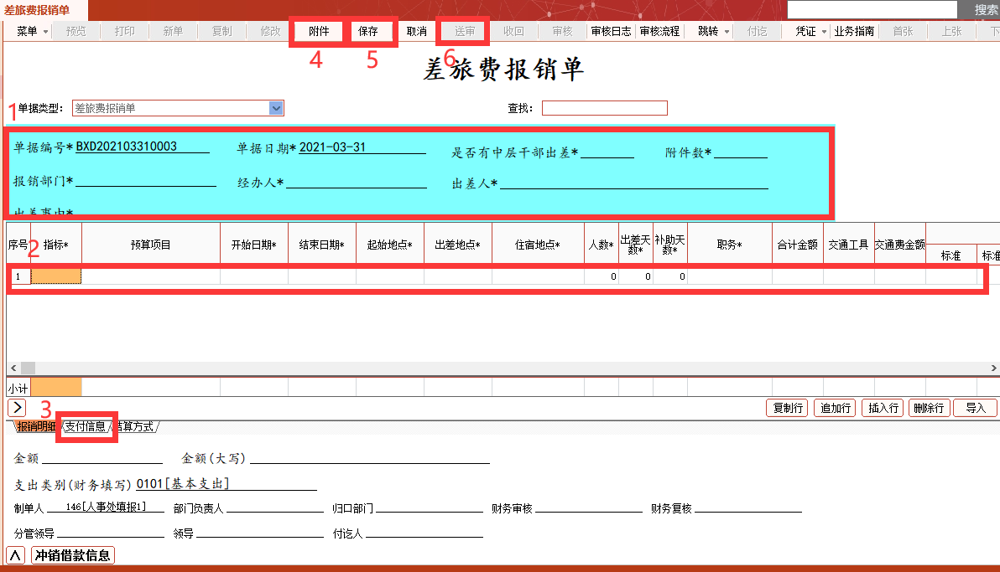 差旅费报销单
搜索
菜单 预览 打印 新单 复制 修改 附件 保存 取消 送审 收回 审核 审核日志 审核流程 跳转 付讫 凭证 业务指南 首张 上张 下
4 5 6
差旅费报销单
1 单据类型: 差旅费报销单 查找:
单据编号* BXD202103310003 单据日期* 2021-03-31 是否有中层干部出差* 附件数*
报销部门* 经办人* 出差人*
出差事由*
序号 指标* 预算项目 开始日期* 结束日期* 起始地点* 出差地点* 住宿地点* 人数* 出差天数* 补助天数* 职务* 合计金额 交通工具 交通费金额
标准 标准
2
1 0 0 0
小计
3
复制行 追加行 插入行 删除行 导入
报销明细 支付信息 结算方式
金额 金额(大写)
支出类别(财务填写) 0101[基本支出]
制单人 146[人事处填报1] 部门负责人 归口部门 财务审核 财务复核
分管领导 领导 付讫人
冲销借款信息